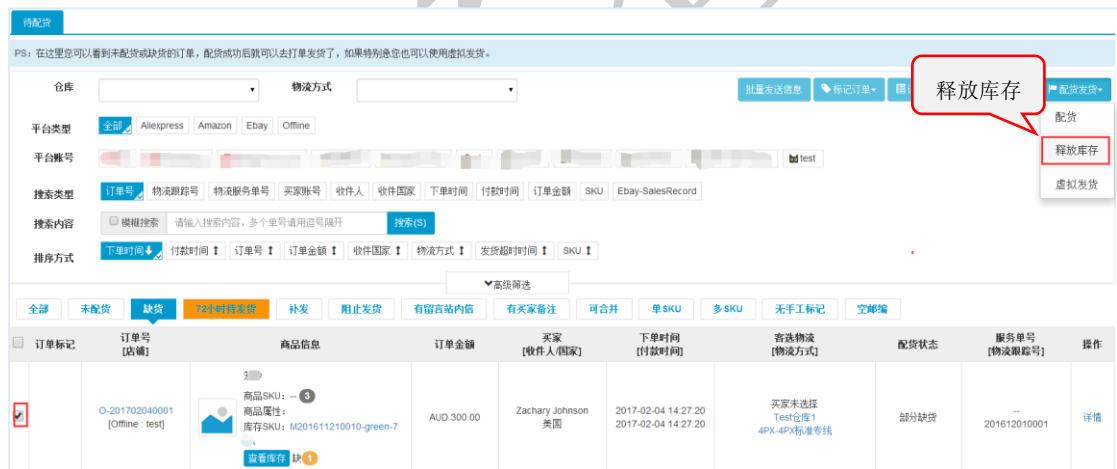 待配货
PS：在这里您可以看到未配货或缺货的订单，配货成功后就可以去打单发货了，如果特别急您也可以使用虚拟发货。
仓库 物流方式
批量发送信息 标记订单 配货发货
释放库存
配货
释放库存
虚拟发货
平台类型 全部 Aliexpress Amazon Ebay Offline
平台账号 test
搜索类型 订单号 物流跟踪号 物流服务单号 买家账号 收件人 收件国家 下单时间 付款时间 订单金额 SKU Ebay-SalesRecord
搜索内容 模糊搜索 请输入搜索内容，多个单号请用逗号隔开 搜索(S)
排序方式 下单时间 付款时间 订单号 订单金额 收件国家 物流方式 发货超时时间 SKU
高级筛选
全部 未配货 缺货 72小时待发货 补发 阻止发货 有留言站内信 有买家备注 可合并 单SKU 多SKU 无手工标记 空邮编
订单标记 订单号 商品信息 订单金额 买家 下单时间 客选物流 配货状态 服务单号 操作
[店铺] [收件人/国家] [付款时间] [物流方式] [物流跟踪号]
商品SKU：-- 3
商品属性：
库存SKU：M201611210010-green-7
查看库存 缺 1
O-201702040001
[Offline : test]
AUD 300.00
Zachary Johnson
美国
2017-02-04 14:27:20
2017-02-04 14:27:20
买家未选择
Test仓库1
4PX-4PX标准专线
部分缺货
--
201612010001
详情